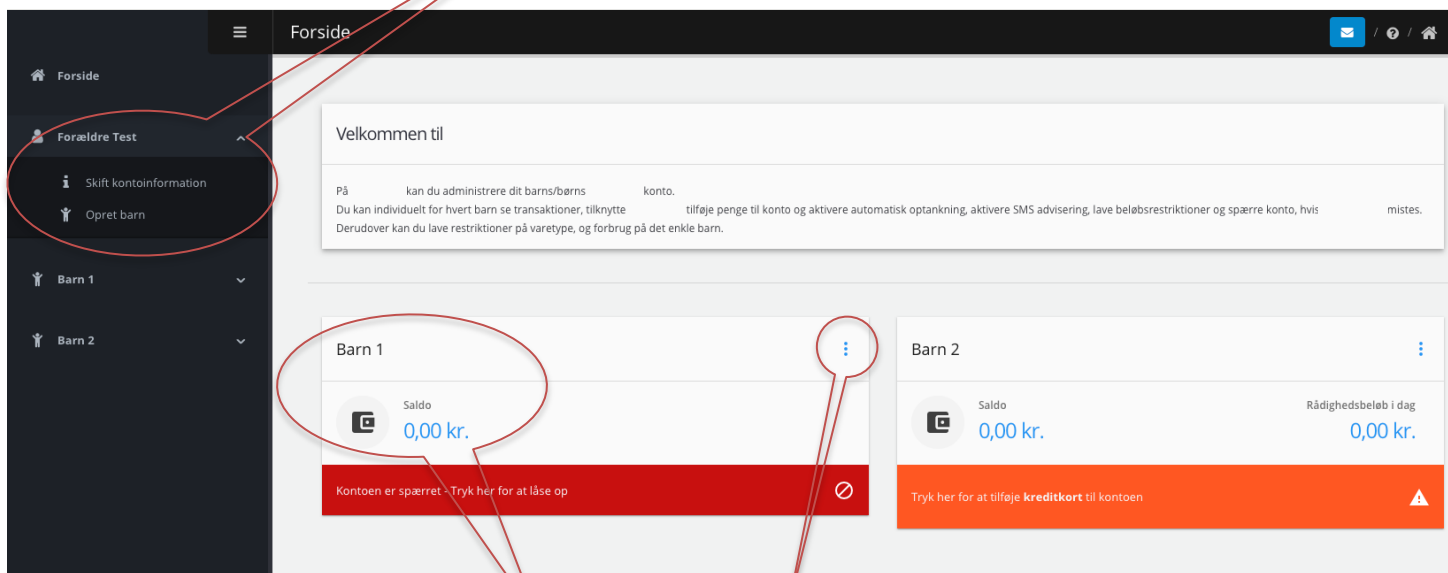 Forside
/ /
Forside
Forældre Test
Skift kontoinformation
Opret barn
Barn 1
Barn 2
Velkommen til
På kan du administrere dit barns/børns konto.
Du kan individuelt for hvert barn se transaktioner, tilknytte tilføje penge til konto og aktivere automatisk optankning, aktivere SMS advisering, lave beløbsrestriktioner og spærre konto, hvis mistes.
Derudover kan du lave restriktioner på varetype, og forbrug på det enkle barn.
Barn 1
Saldo
0,00 kr.
Kontoen er spærret - Tryk her for at låse op
Barn 2
Saldo
0,00 kr.
Rådighedsbeløb i dag
0,00 kr.
Tryk her for at tilføje kreditkort til kontoen